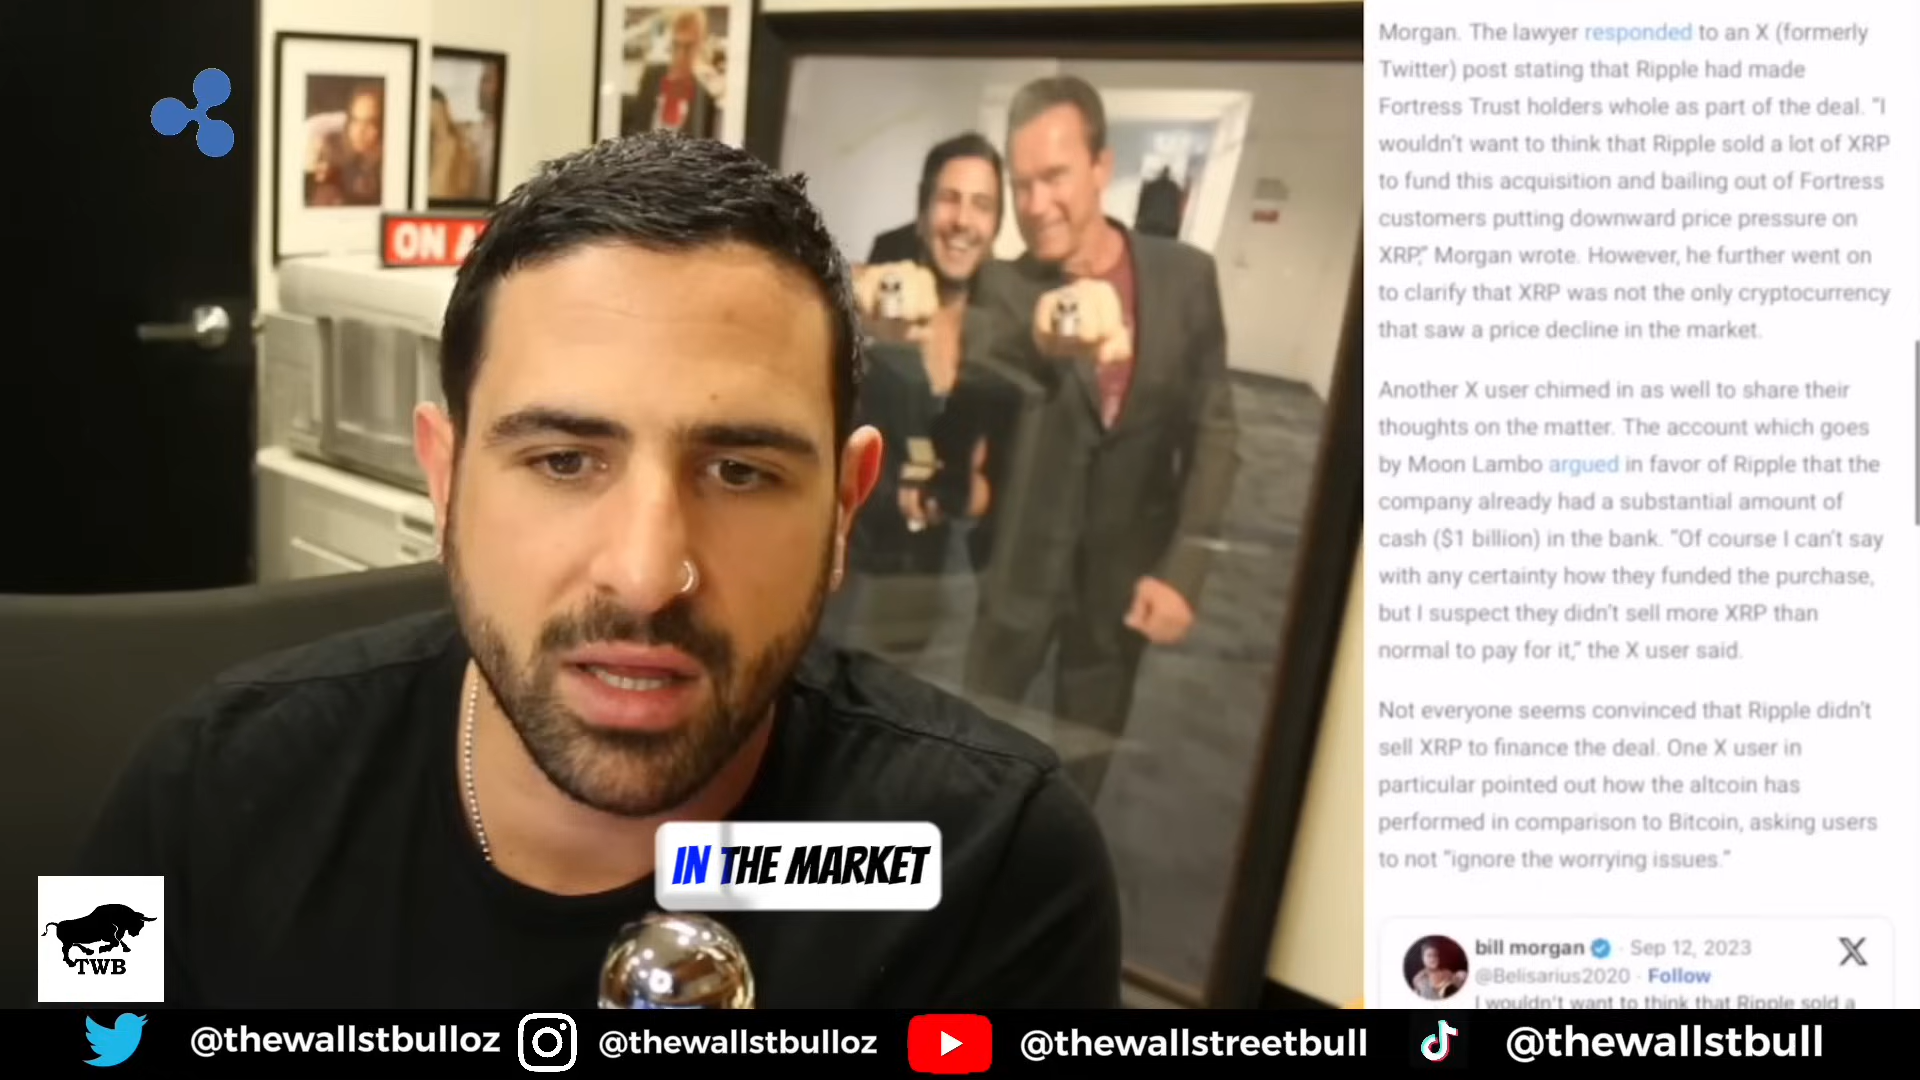 Morgan. The lawyer responded to an X (formerly
Twitter) post stating that Ripple had made
Fortress Trust holders whole as part of the deal. “I
wouldn't want to think that Ripple sold a lot of XRP
to fund this acquisition and bailing out of Fortress
customers putting downward price pressure on
XRP,” Morgan wrote. However, he further went on
to clarify that XRP was not the only cryptocurrency
that saw a price decline in the market.
Another X user chimed in as well to share their
thoughts on the matter. The account which goes
by Moon Lambo argued in favor of Ripple that the
company already had a substantial amount of
cash ($1 billion) in the bank. “Of course I can't say
with any certainty how they funded the purchase,
but I suspect they didn't sell more XRP than
normal to pay for it,” the X user said.
Not everyone seems convinced that Ripple didn't
sell XRP to finance the deal. One X user in
particular pointed out how the altcoin has
performed in comparison to Bitcoin, asking users
to not “ignore the worrying issues.”
bill morgan · Sep 12, 2023
@Belisarius2020 · Follow
I wouldn't want to think that Ripple sold a
ON A
IN THE MARKET
TWB
@thewallstbulloz
@thewallstbulloz
@thewallstreetbull
@thewallstbull